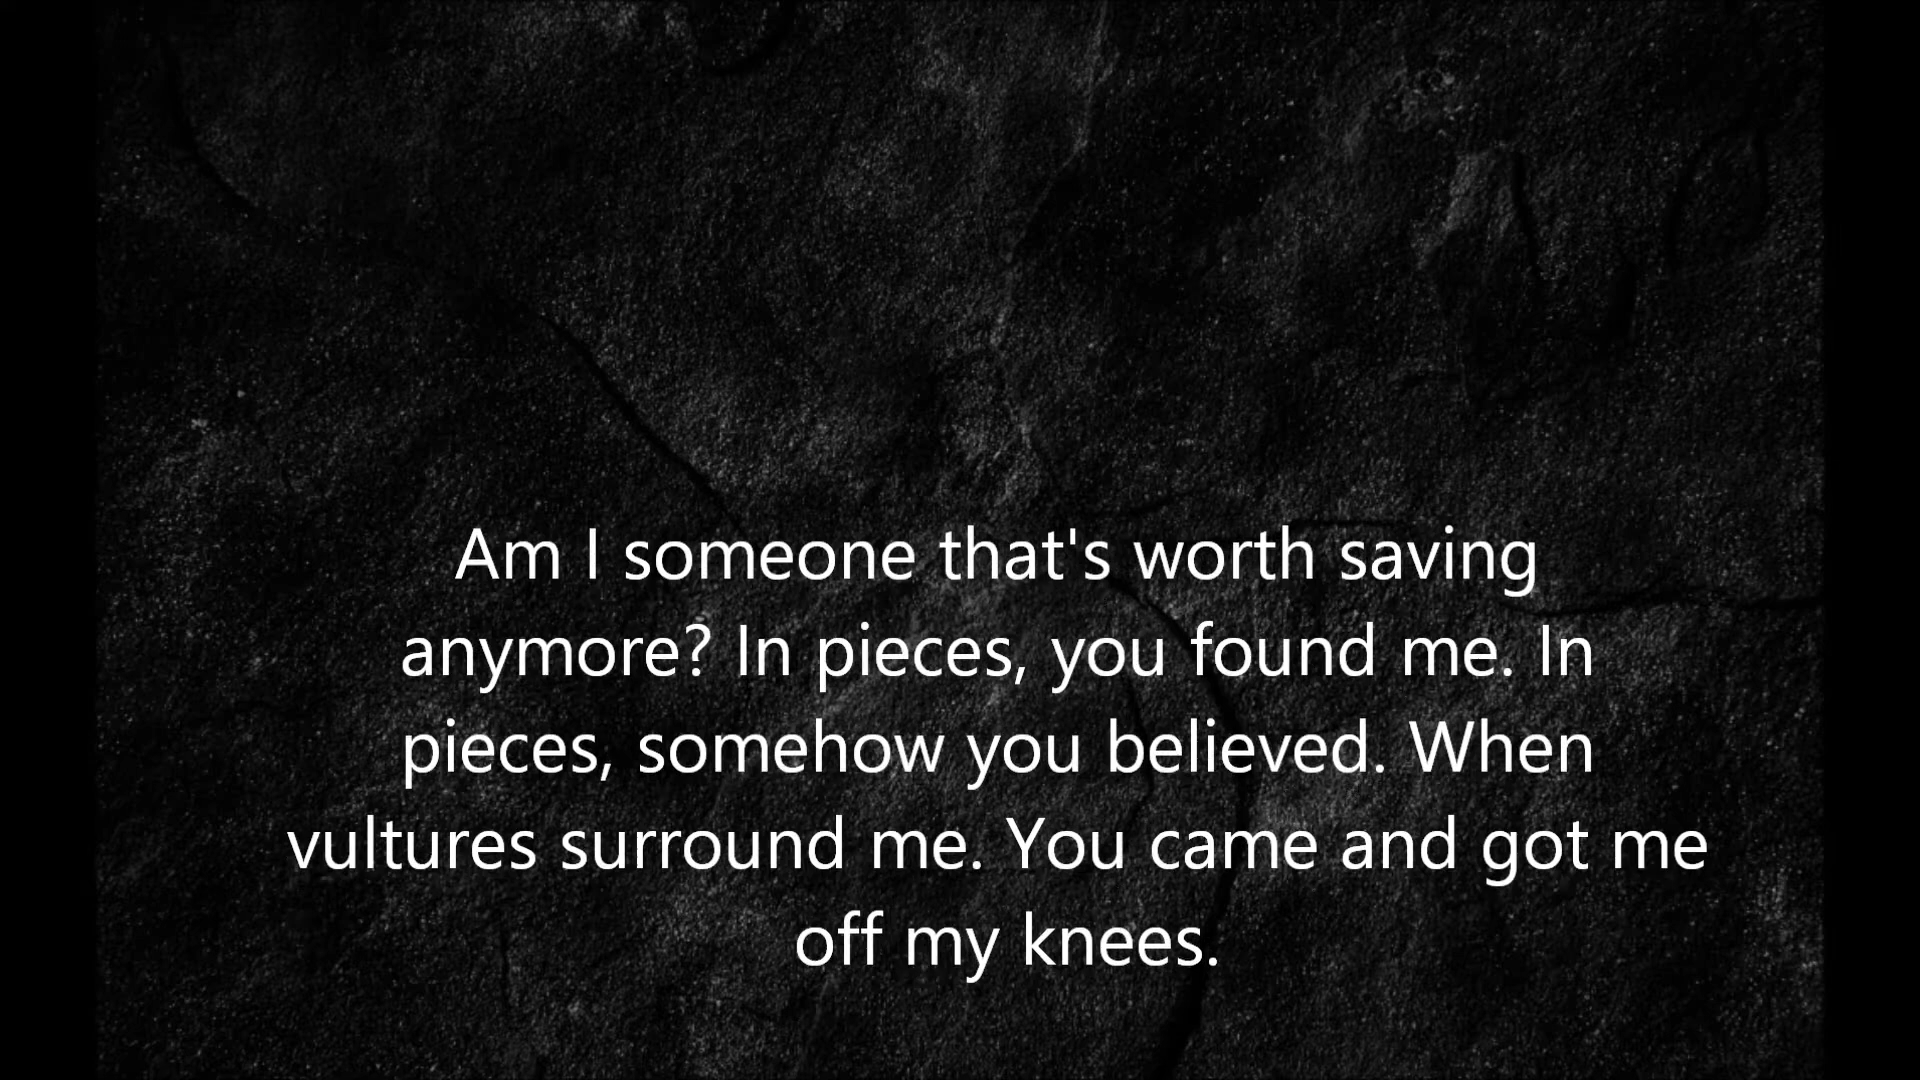 Am I someone that's worth saving
anymore? In pieces, you found me. In
pieces, somehow you believed. When
vultures surround me. You came and got me
off my knees.